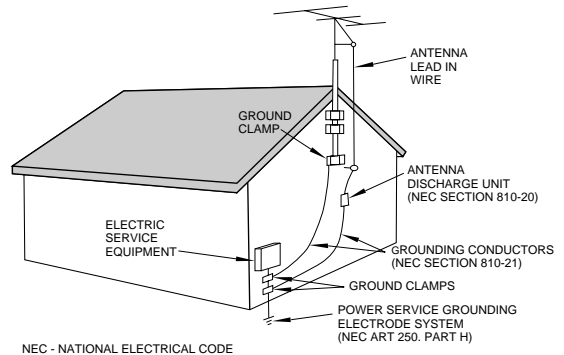 ANTENNA
LEAD IN
WIRE
GROUND
CLAMP
ANTENNA
DISCHARGE UNIT
(NEC SECTION 810-20)
ELECTRIC
SERVICE
EQUIPMENT
GROUNDING CONDUCTORS
(NEC SECTION 810-21)
GROUND CLAMPS
POWER SERVICE GROUNDING
ELECTRODE SYSTEM
(NEC ART 250. PART H)
NEC - NATIONAL ELECTRICAL CODE